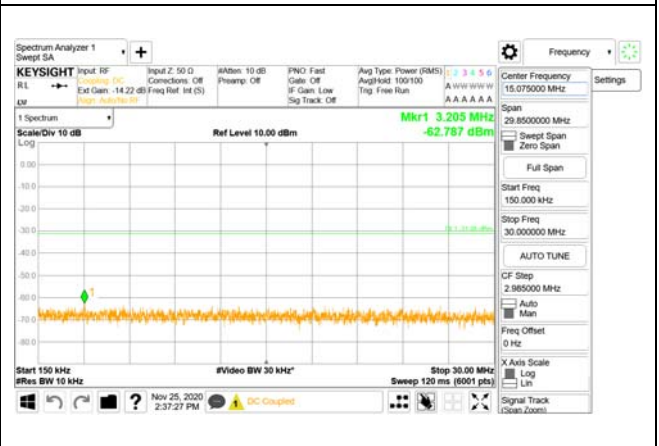 Spectrum Analyzer 1
Swept SA
+
Frequency
KEYSIGHT
Input: RF
Coupling: DC
Ext Gain: -14.22 dB
Align: Auto/No RF
RL
Input Z: 50 Ω
Corrections: Off
Freq Ref: Int (S)
#Atten: 10 dB
Preamp: Off
PNO: Fast
Gate: Off
IF Gain: Low
Sig Track: Off
Avg Type: Power (RMS)
Avg|Hold: 100/100
Trig: Free Run
1 2 3 4 5 6
A W W W W W
A A A A A A
1 Spectrum
Mkr1 3.205 MHz
-62.787 dBm
Scale/Div 10 dB
Ref Level 10.00 dBm
Log
0.00
-10.0
-20.0
-30.0
-40.0
-50.0
-60.0
-70.0
-80.0
1
Start 150 kHz
#Video BW 30 kHz*
Stop 30.00 MHz
#Res BW 10 kHz
Sweep 120 ms (6001 pts)
Nov 25, 2020
2:37:27 PM
DC Coupled
Settings
Center Frequency
15.075000 MHz
Span
29.8500000 MHz
Swept Span
Zero Span
Full Span
Start Freq
150.000 kHz
Stop Freq
30.000000 MHz
AUTO TUNE
CF Step
2.985000 MHz
Auto
Man
Freq Offset
0 Hz
X Axis Scale
Log
Lin
Signal Track
(Span Zoom)